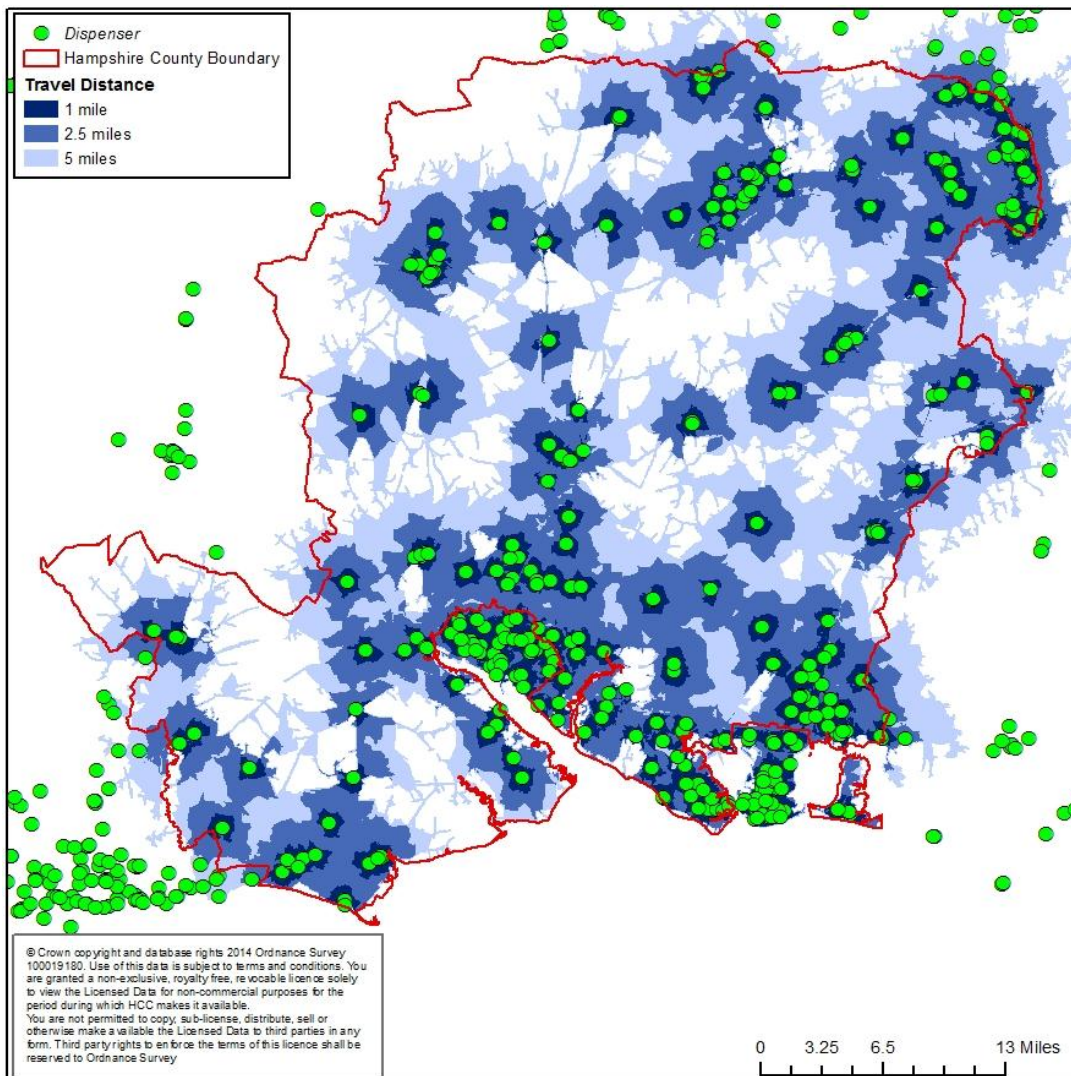 Dispenser
Hampshire County Boundary
Travel Distance
1 mile
2.5 miles
5 miles
© Crown copyright and database rights 2014 Ordnance Survey
100019180. Use of this data is subject to terms and conditions. You
are granted a non-exclusive, royalty free, revocable licence solely
to view the Licensed Data for non-commercial purposes for the
period during which HCC makes it available.
You are not permitted to copy, sub-license, distribute, sell or
otherwise make available the Licensed Data to third parties in any
form. Third party rights to enforce the terms of this licence shall be
reserved to Ordnance Survey
0 3.25 6.5 13 Miles